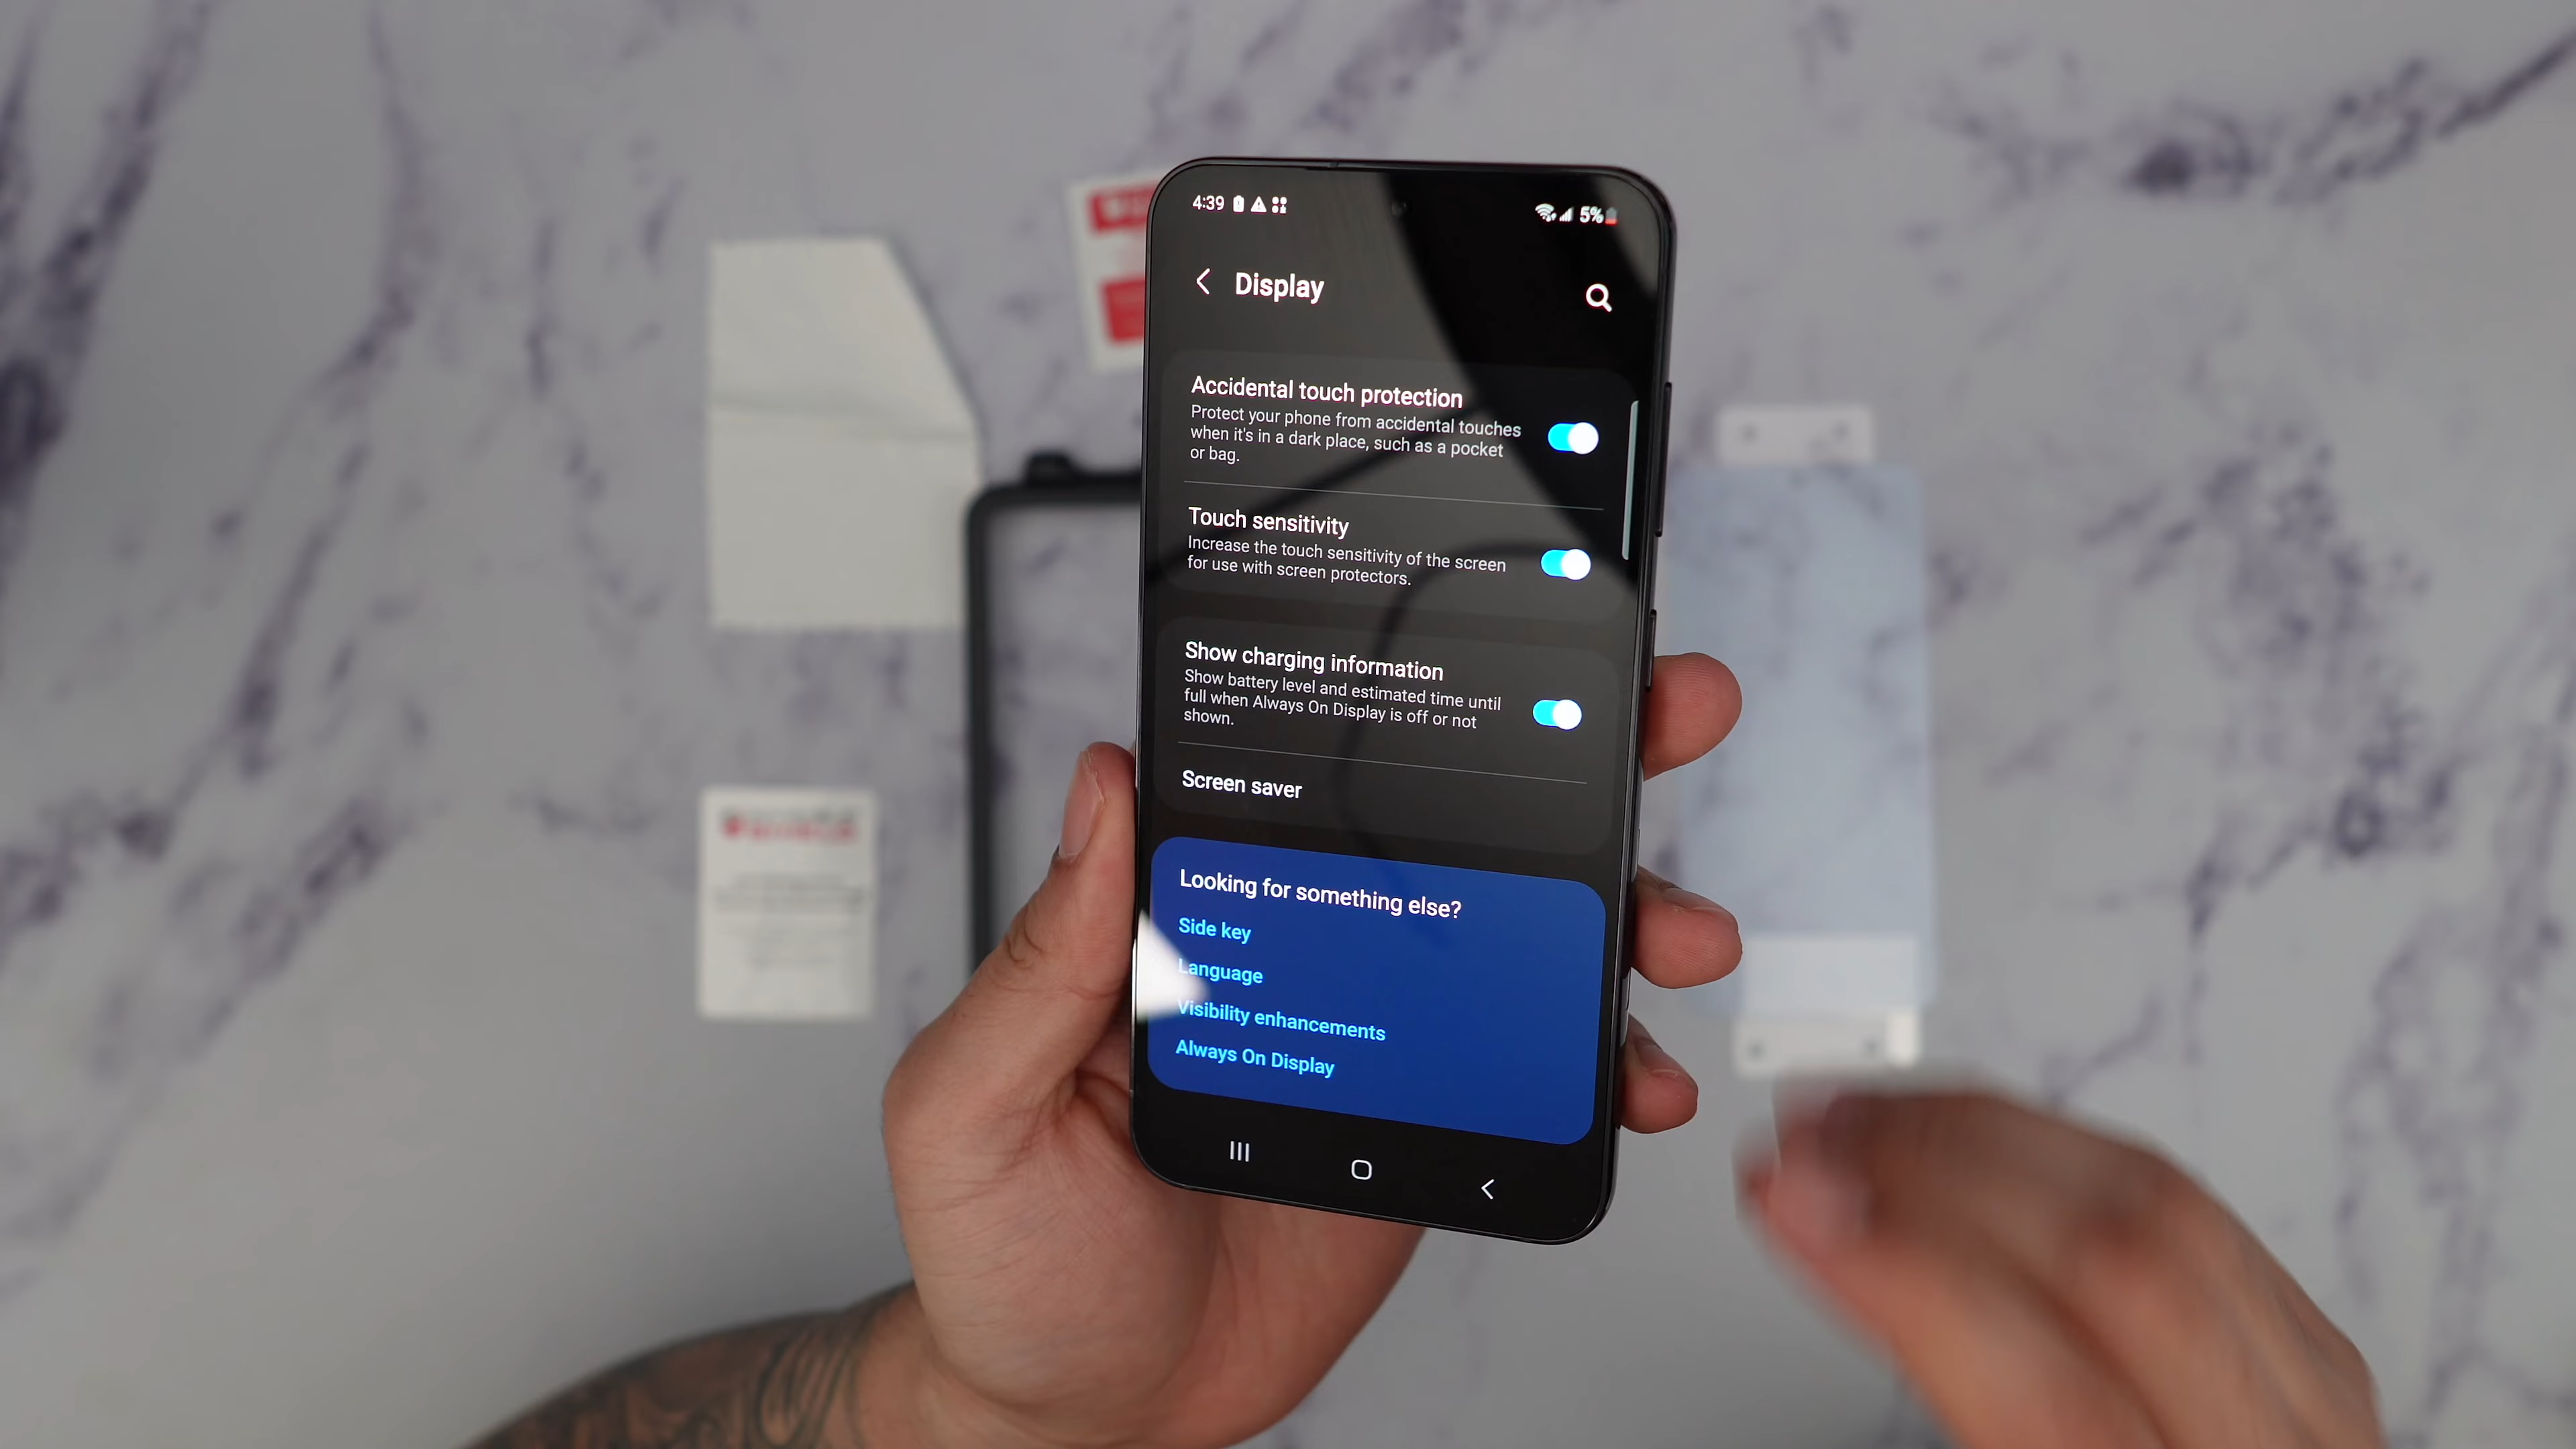 4:39
5%
Display
Accidental touch protection
Protect your phone from accidental touches
when it's in a dark place, such as a pocket
or bag.
Touch sensitivity
Increase the touch sensitivity of the screen
for use with screen protectors.
Show charging information
Show battery level and estimated time until
full when Always On Display is off or not
shown.
Screen saver
Looking for something else?
Side key
Language
Visibility enhancements
Always On Display